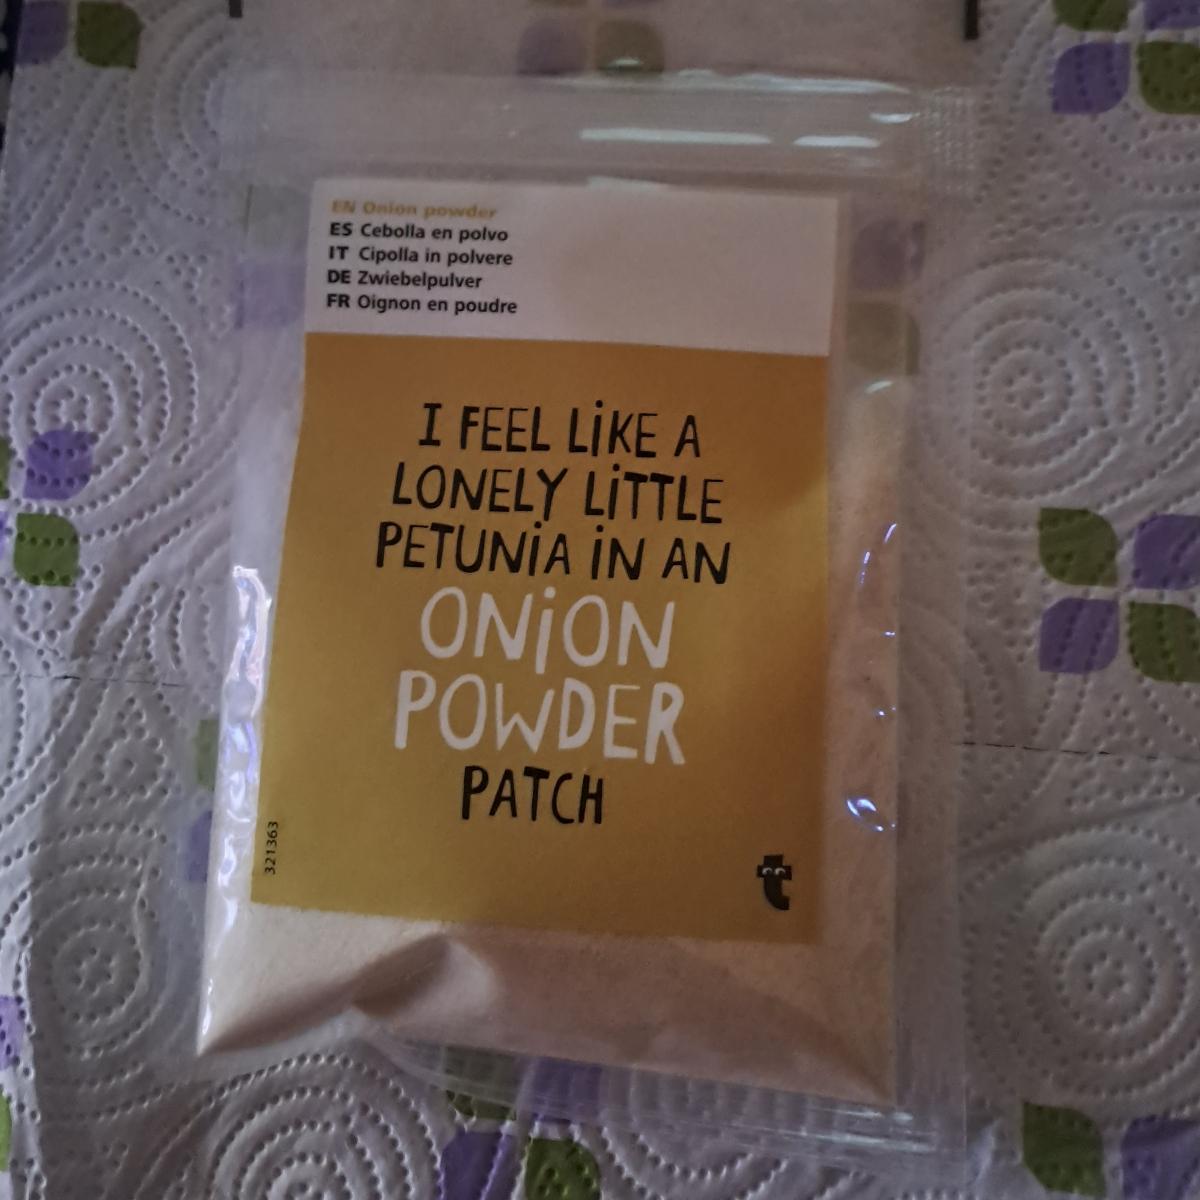 EN Onion powder
ES Cebolla en polvo
IT Cipolla in polvere
DE Zwiebelpulver
FR Oignon en poudre
I FEEL LiKE A
LONELY LiTTLE
PETUNiA iN AN
ONiON
POWDER
PATCH
321363
t